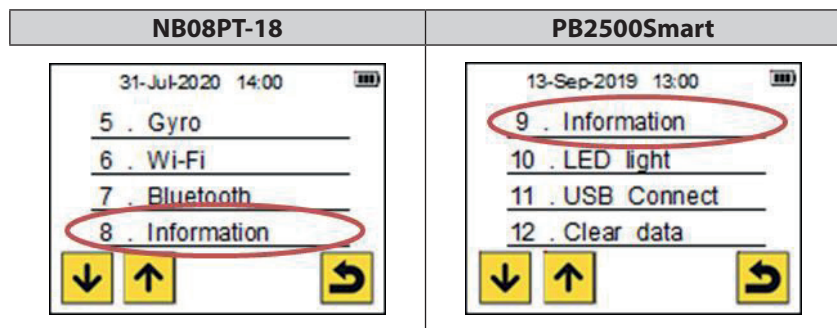 NB08PT-18
PB2500Smart
31-Jul-2020 14:00
5 . Gyro
6 . Wi-Fi
7 . Bluetooth
8 . Information
13-Sep-2019 13:00
9 . Information
10 . LED light
11 . USB Connect
12 . Clear data